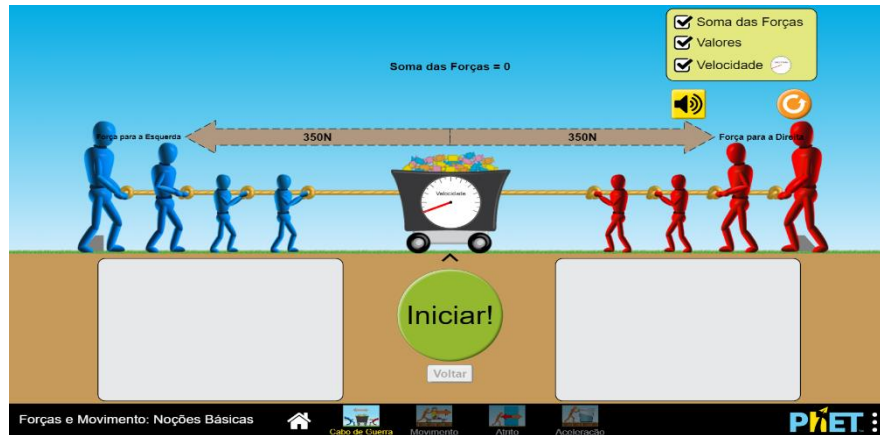 Soma das Forças
Valores
Velocidade
Soma das Forças = 0
Força para a Esquerda
350N
350N
Força para a Direita
Velocidade
Iniciar!
Voltar
Forças e Movimento: Noções Básicas
Cabo de Guerra
Movimento
Atrito
Aceleração
PhET